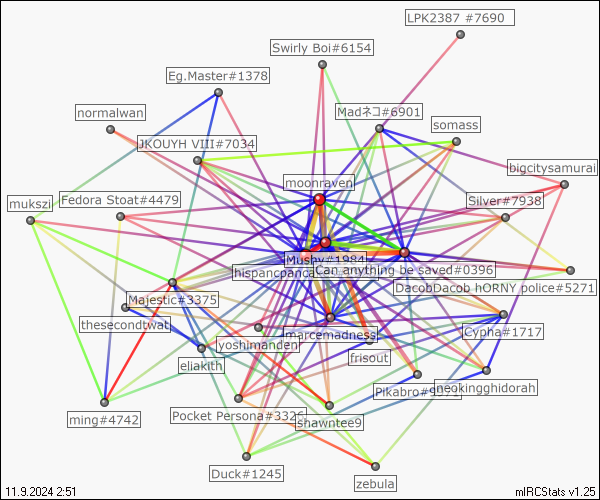 LPK2387 #7690
Swirly Boi#6154
Eg.Master#1378
normalwan
Madネコ#6901
somass
JKOUYH VIII#7034
bigcitysamurai
moonraven
mukszi
Fedora Stoat#4479
Silver#7938
Mushy#1984
hispancpanca
Can anything be saved#0396
DacobDacob hORNY police#5271
Majestic#3375
thesecondtwat
marcemadness
Cypha#1717
yoshimanden
frisout
eliakith
neokingghidorah
Pikabro#9371
ming#4742
Pocket Persona#3326
shawntee9
Duck#1245
zebula
11.9.2024 2:51
mIRCStats v1.25